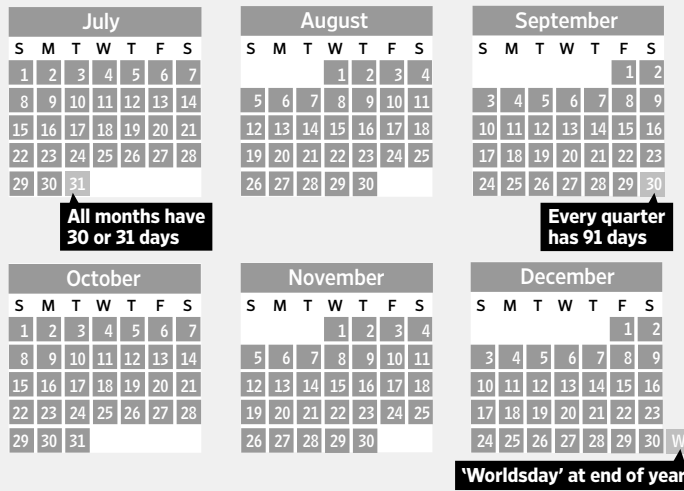 July
S M T W T F S
1 2 3 4 5 6 7
8 9 10 11 12 13 14
15 16 17 18 19 20 21
22 23 24 25 26 27 28
29 30 31
All months have
30 or 31 days
August
S M T W T F S
1 2 3 4
5 6 7 8 9 10 11
12 13 14 15 16 17 18
19 20 21 22 23 24 25
26 27 28 29 30
September
S M T W T F S
1 2
3 4 5 6 7 8 9
10 11 12 13 14 15 16
17 18 19 20 21 22 23
24 25 26 27 28 29 30
Every quarter
has 91 days
October
S M T W T F S
1 2 3 4 5 6 7
8 9 10 11 12 13 14
15 16 17 18 19 20 21
22 23 24 25 26 27 28
29 30 31
November
S M T W T F S
1 2 3 4
5 6 7 8 9 10 11
12 13 14 15 16 17 18
19 20 21 22 23 24 25
26 27 28 29 30
December
S M T W T F S
1 2
3 4 5 6 7 8 9
10 11 12 13 14 15 16
17 18 19 20 21 22 23
24 25 26 27 28 29 30 W
‘Worldsday’ at end of year